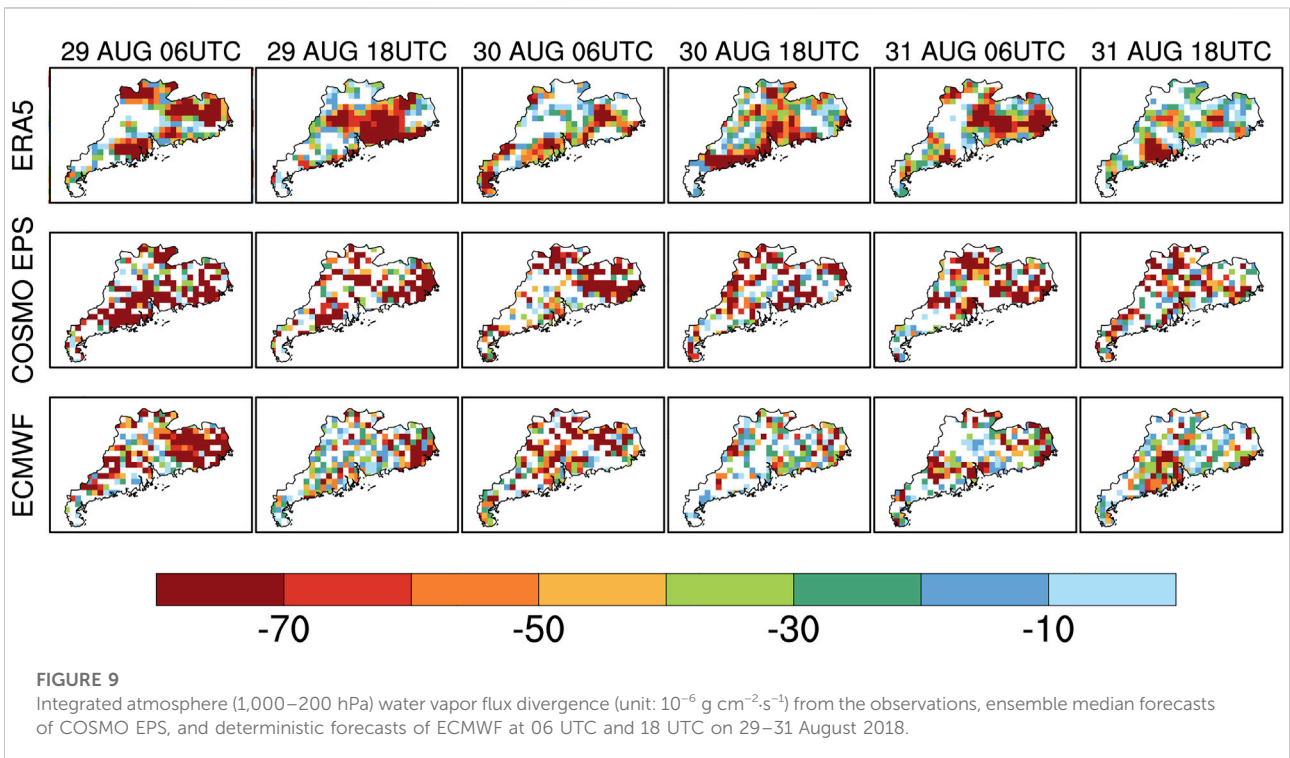 29 AUG 06UTC 29 AUG 18UTC 30 AUG 06UTC 30 AUG 18UTC 31 AUG 06UTC 31 AUG 18UTC
ERA5
COSMO EPS
ECMWF
-70 -50 -30 -10
FIGURE 9
Integrated atmosphere (1,000–200 hPa) water vapor flux divergence (unit: 10⁻⁶ g cm⁻²·s⁻¹) from the observations, ensemble median forecasts
of COSMO EPS, and deterministic forecasts of ECMWF at 06 UTC and 18 UTC on 29–31 August 2018.